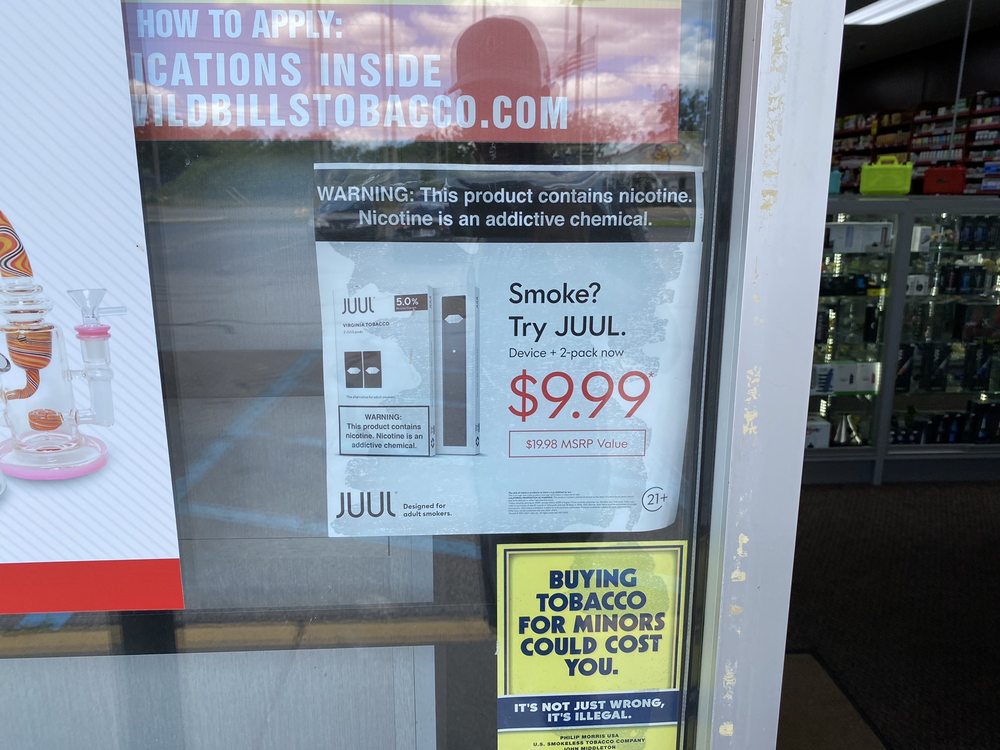 HOW TO APPLY:
ICATIONS INSIDE
WILDBILLSTOBACCO.COM
WARNING: This product contains nicotine.
Nicotine is an addictive chemical.
JUUL 5.0%
VIRGINIA TOBACCO
2 JUULpods
WARNING:
This product contains
nicotine. Nicotine is an
addictive chemical.
Smoke?
Try JUUL.
Device + 2-pack now
$9.99*
$19.98 MSRP Value
JUUL
Designed for
adult smokers.
21+
BUYING
TOBACCO
FOR MINORS
COULD COST
YOU.
IT'S NOT JUST WRONG,
IT'S ILLEGAL.
PHILIP MORRIS USA
U.S. SMOKELESS TOBACCO COMPANY
JOHN MIDDLETON